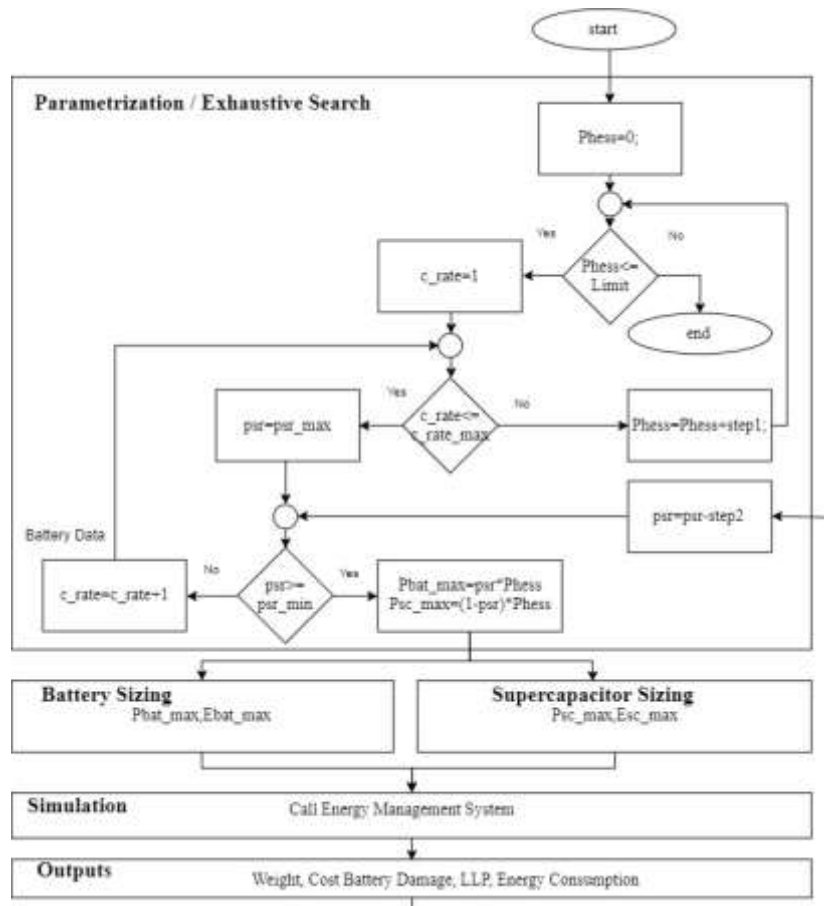 start
Parametrization / Exhaustive Search
Phess=0;
Yes
No
Phess<=
Limit
c_rate=1
end
Yes
No
c_rate<=
c_rate_max
psr=psr_max
Phess=Phess+step1;
psr=psr-step2
Battery Data
No
Yes
c_rate=c_rate+1
psr>=
psr_min
Pbat_max=psr*Phess
Psc_max=(1-psr)*Phess
Battery Sizing
Pbat_max,Ebat_max
Supercapacitor Sizing
Psc_max,Esc_max
Simulation
Call Energy Management System
Outputs
Weight, Cost Battery Damage, LLP, Energy Consumption